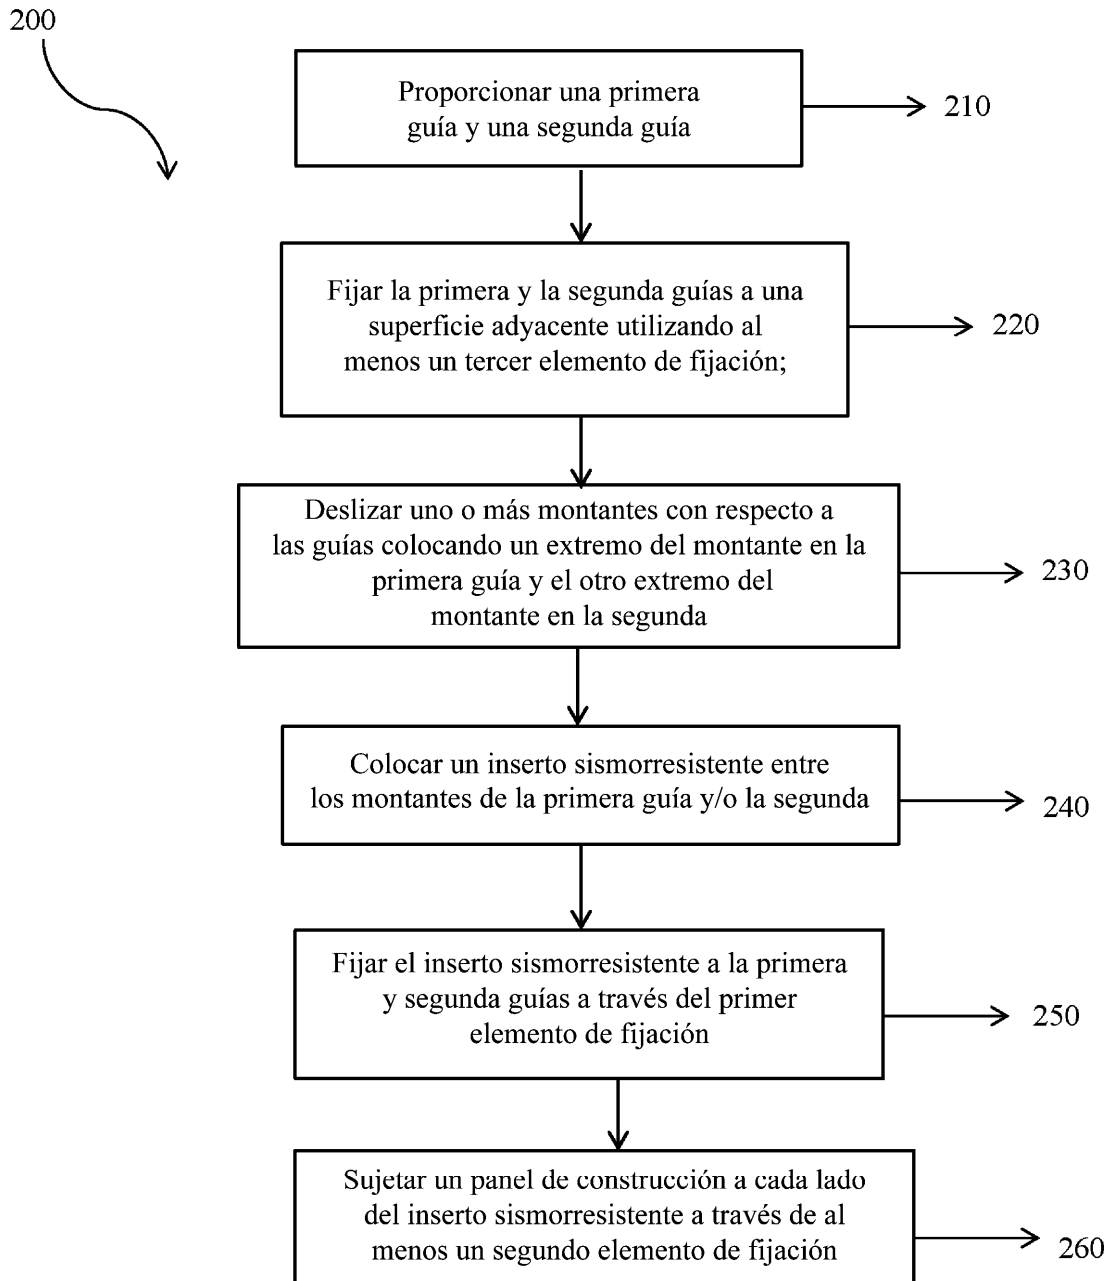 200
Proporcionar una primera
guía y una segunda guía
210
Fijar la primera y la segunda guías a una
superficie adyacente utilizando al
menos un tercer elemento de fijación;
220
Deslizar uno o más montantes con respecto a
las guías colocando un extremo del montante en la
primera guía y el otro extremo del
montante en la segunda
230
Colocar un inserto sismorresistente entre
los montantes de la primera guía y/o la segunda
240
Fijar el inserto sismorresistente a la primera
y segunda guías a través del primer
elemento de fijación
250
Sujetar un panel de construcción a cada lado
del inserto sismorresistente a través de al
menos un segundo elemento de fijación
260